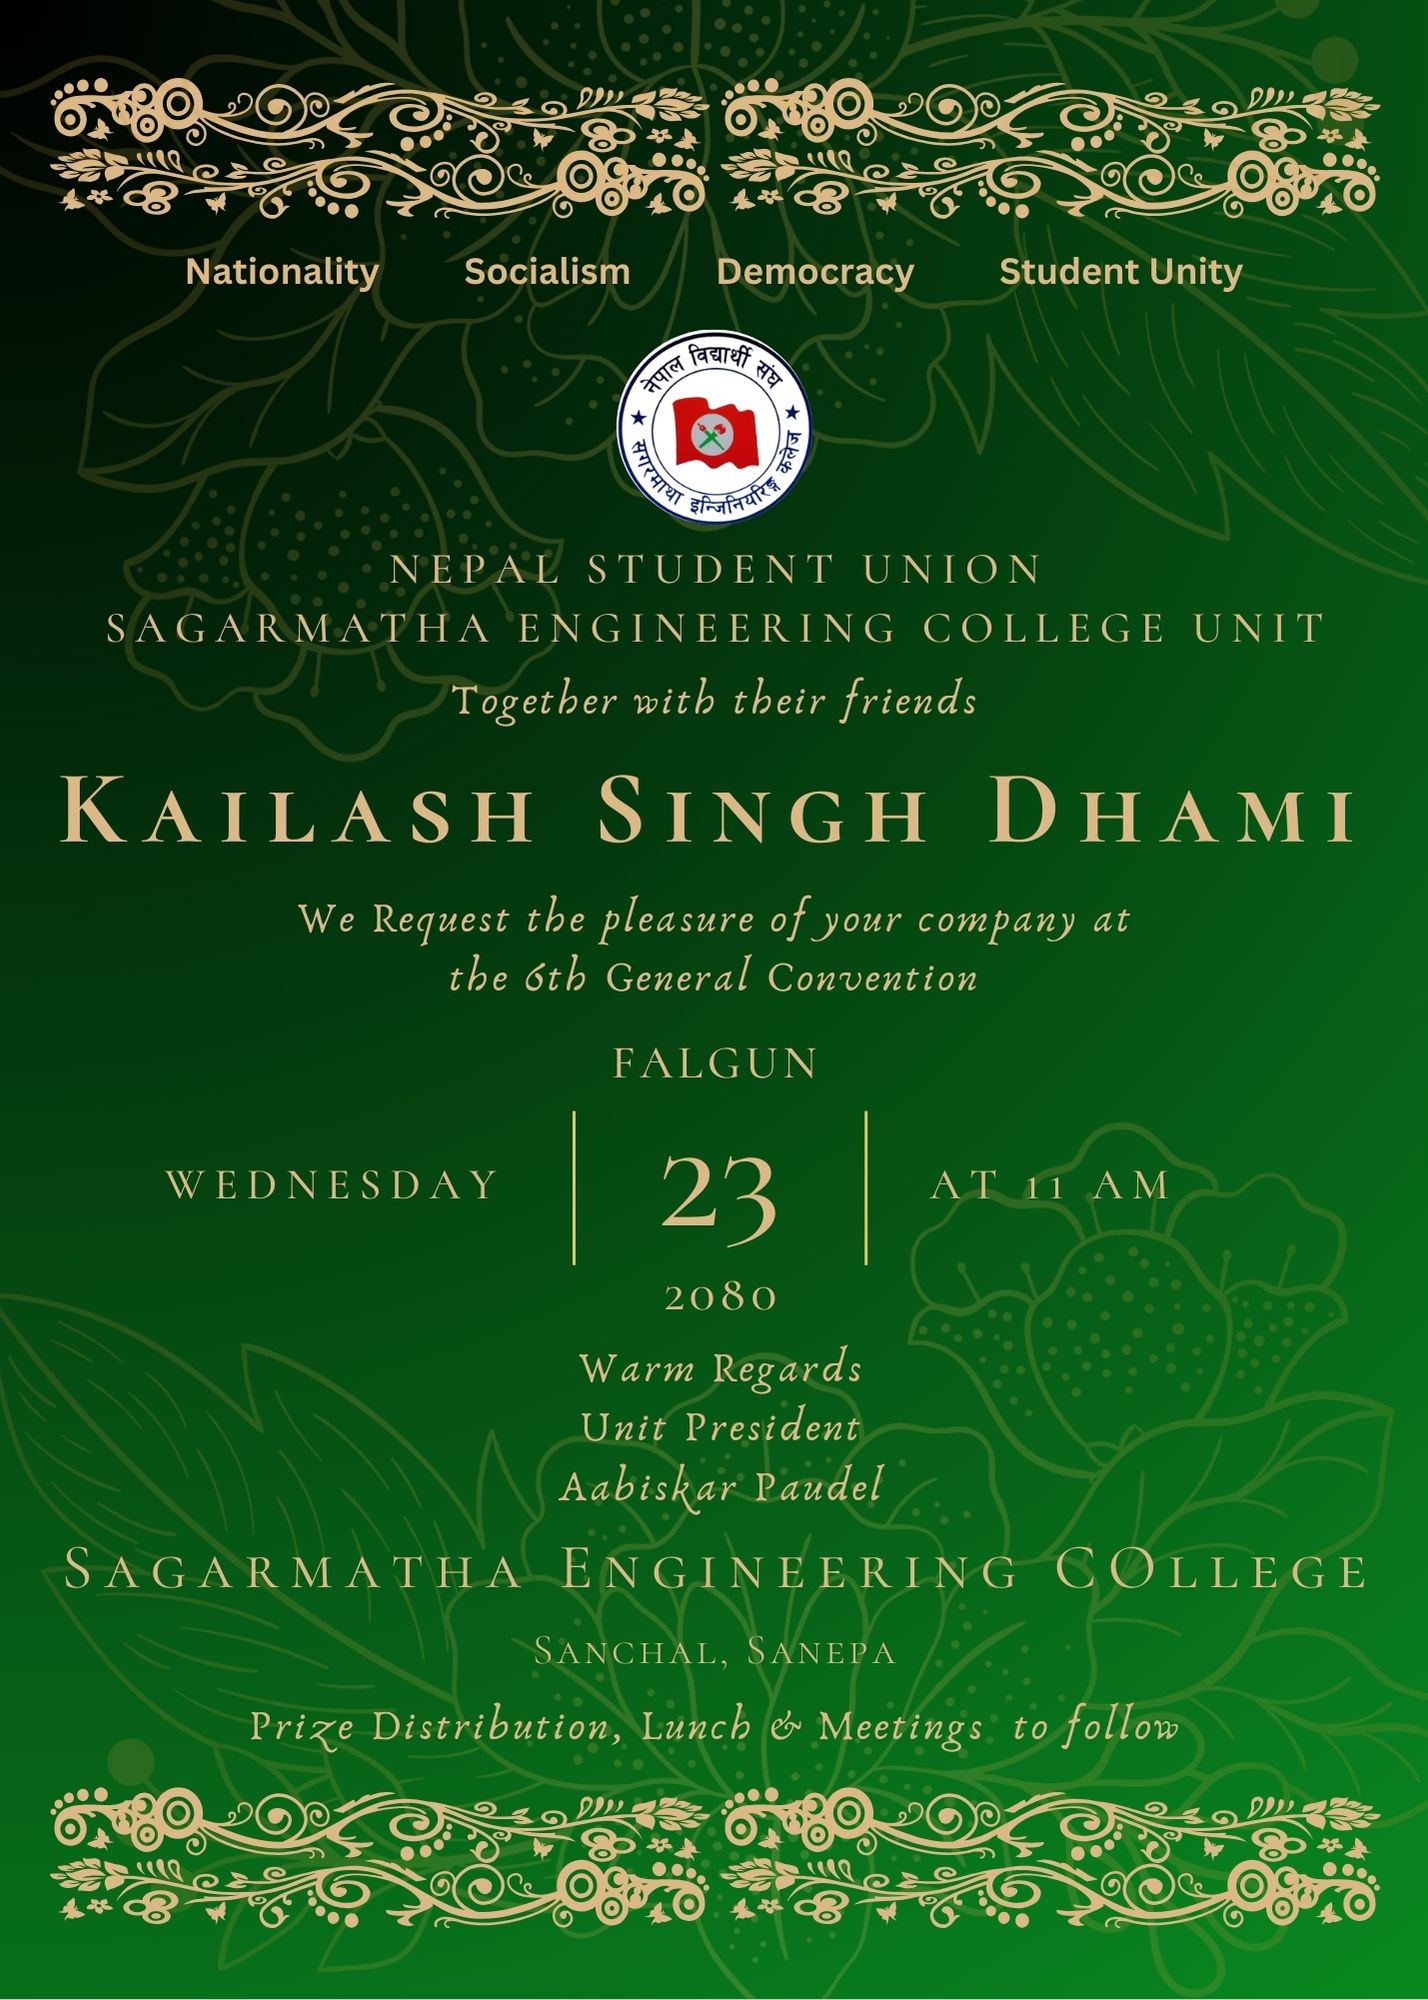 Nationality Socialism Democracy Student Unity
नेपाल विद्यार्थी संघ
सगरमाथा इन्जिनियरिङ्ग कलेज
NEPAL STUDENT UNION
SAGARMATHA ENGINEERING COLLEGE UNIT
Together with their friends
KAILASH SINGH DHAMI
We Request the pleasure of your company at
the 6th General Convention
FALGUN
WEDNESDAY 23 AT 11 AM
2080
Warm Regards
Unit President
Aabiskar Paudel
SAGARMATHA ENGINEERING COLLEGE
SANCHAL, SANEPA
Prize Distribution, Lunch & Meetings to follow